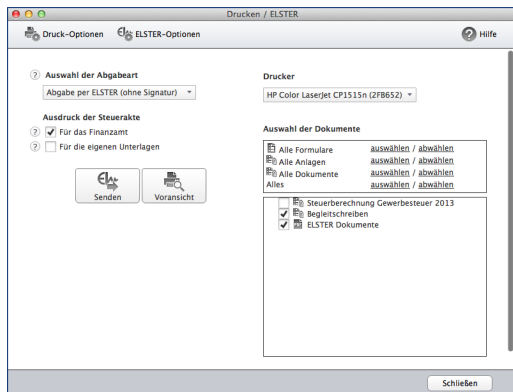 Drucken / ELSTER
Druck-Optionen
ELSTER-Optionen
Hilfe
Auswahl der Abgabeart
Abgabe per ELSTER (ohne Signatur)
Ausdruck der Steuerakte
Für das Finanzamt
Für die eigenen Unterlagen
Senden
Voransicht
Drucker
HP Color LaserJet CP1515n (2FB652)
Auswahl der Dokumente
Alle Formulare auswählen / abwählen
Alle Anlagen auswählen / abwählen
Alle Dokumente auswählen / abwählen
Alles auswählen / abwählen
Steuerberechnung Gewerbesteuer 2013
Begleitschreiben
ELSTER Dokumente
Schließen